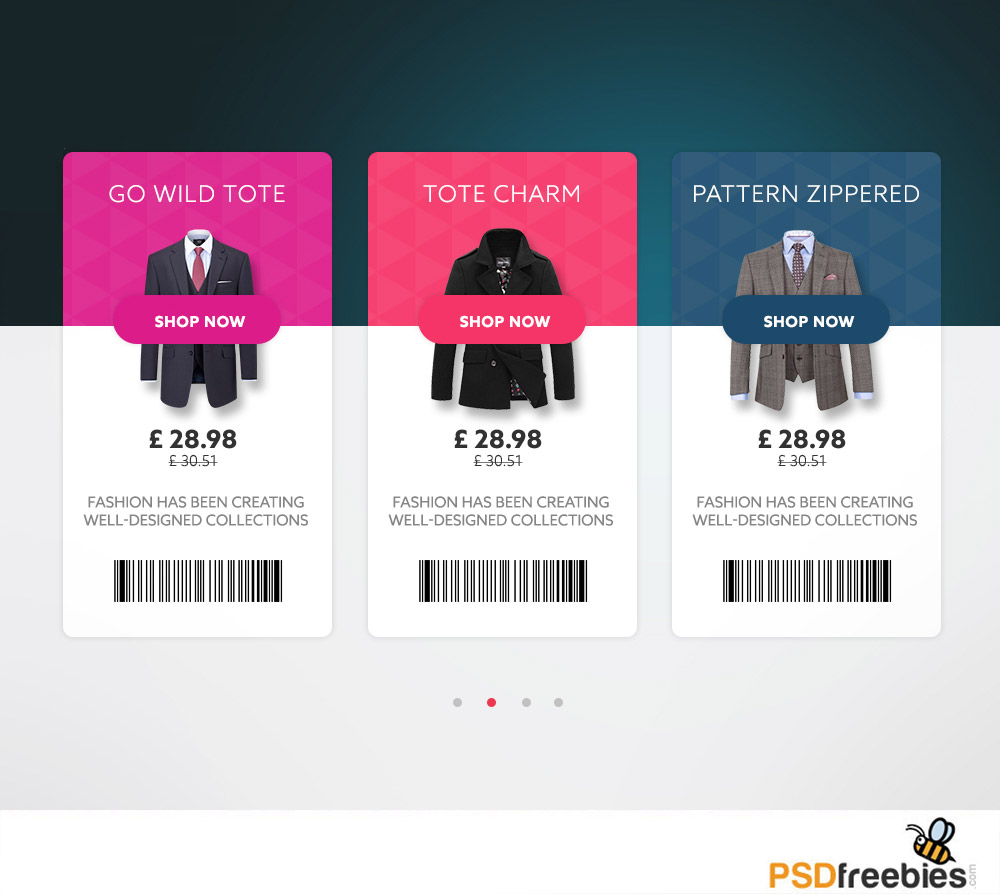 GO WILD TOTE
SHOP NOW
£ 28.98
£ 30.51
FASHION HAS BEEN CREATING
WELL-DESIGNED COLLECTIONS
TOTE CHARM
SHOP NOW
£ 28.98
£ 30.51
FASHION HAS BEEN CREATING
WELL-DESIGNED COLLECTIONS
PATTERN ZIPPERED
SHOP NOW
£ 28.98
£ 30.51
FASHION HAS BEEN CREATING
WELL-DESIGNED COLLECTIONS
PSDfreebies.com